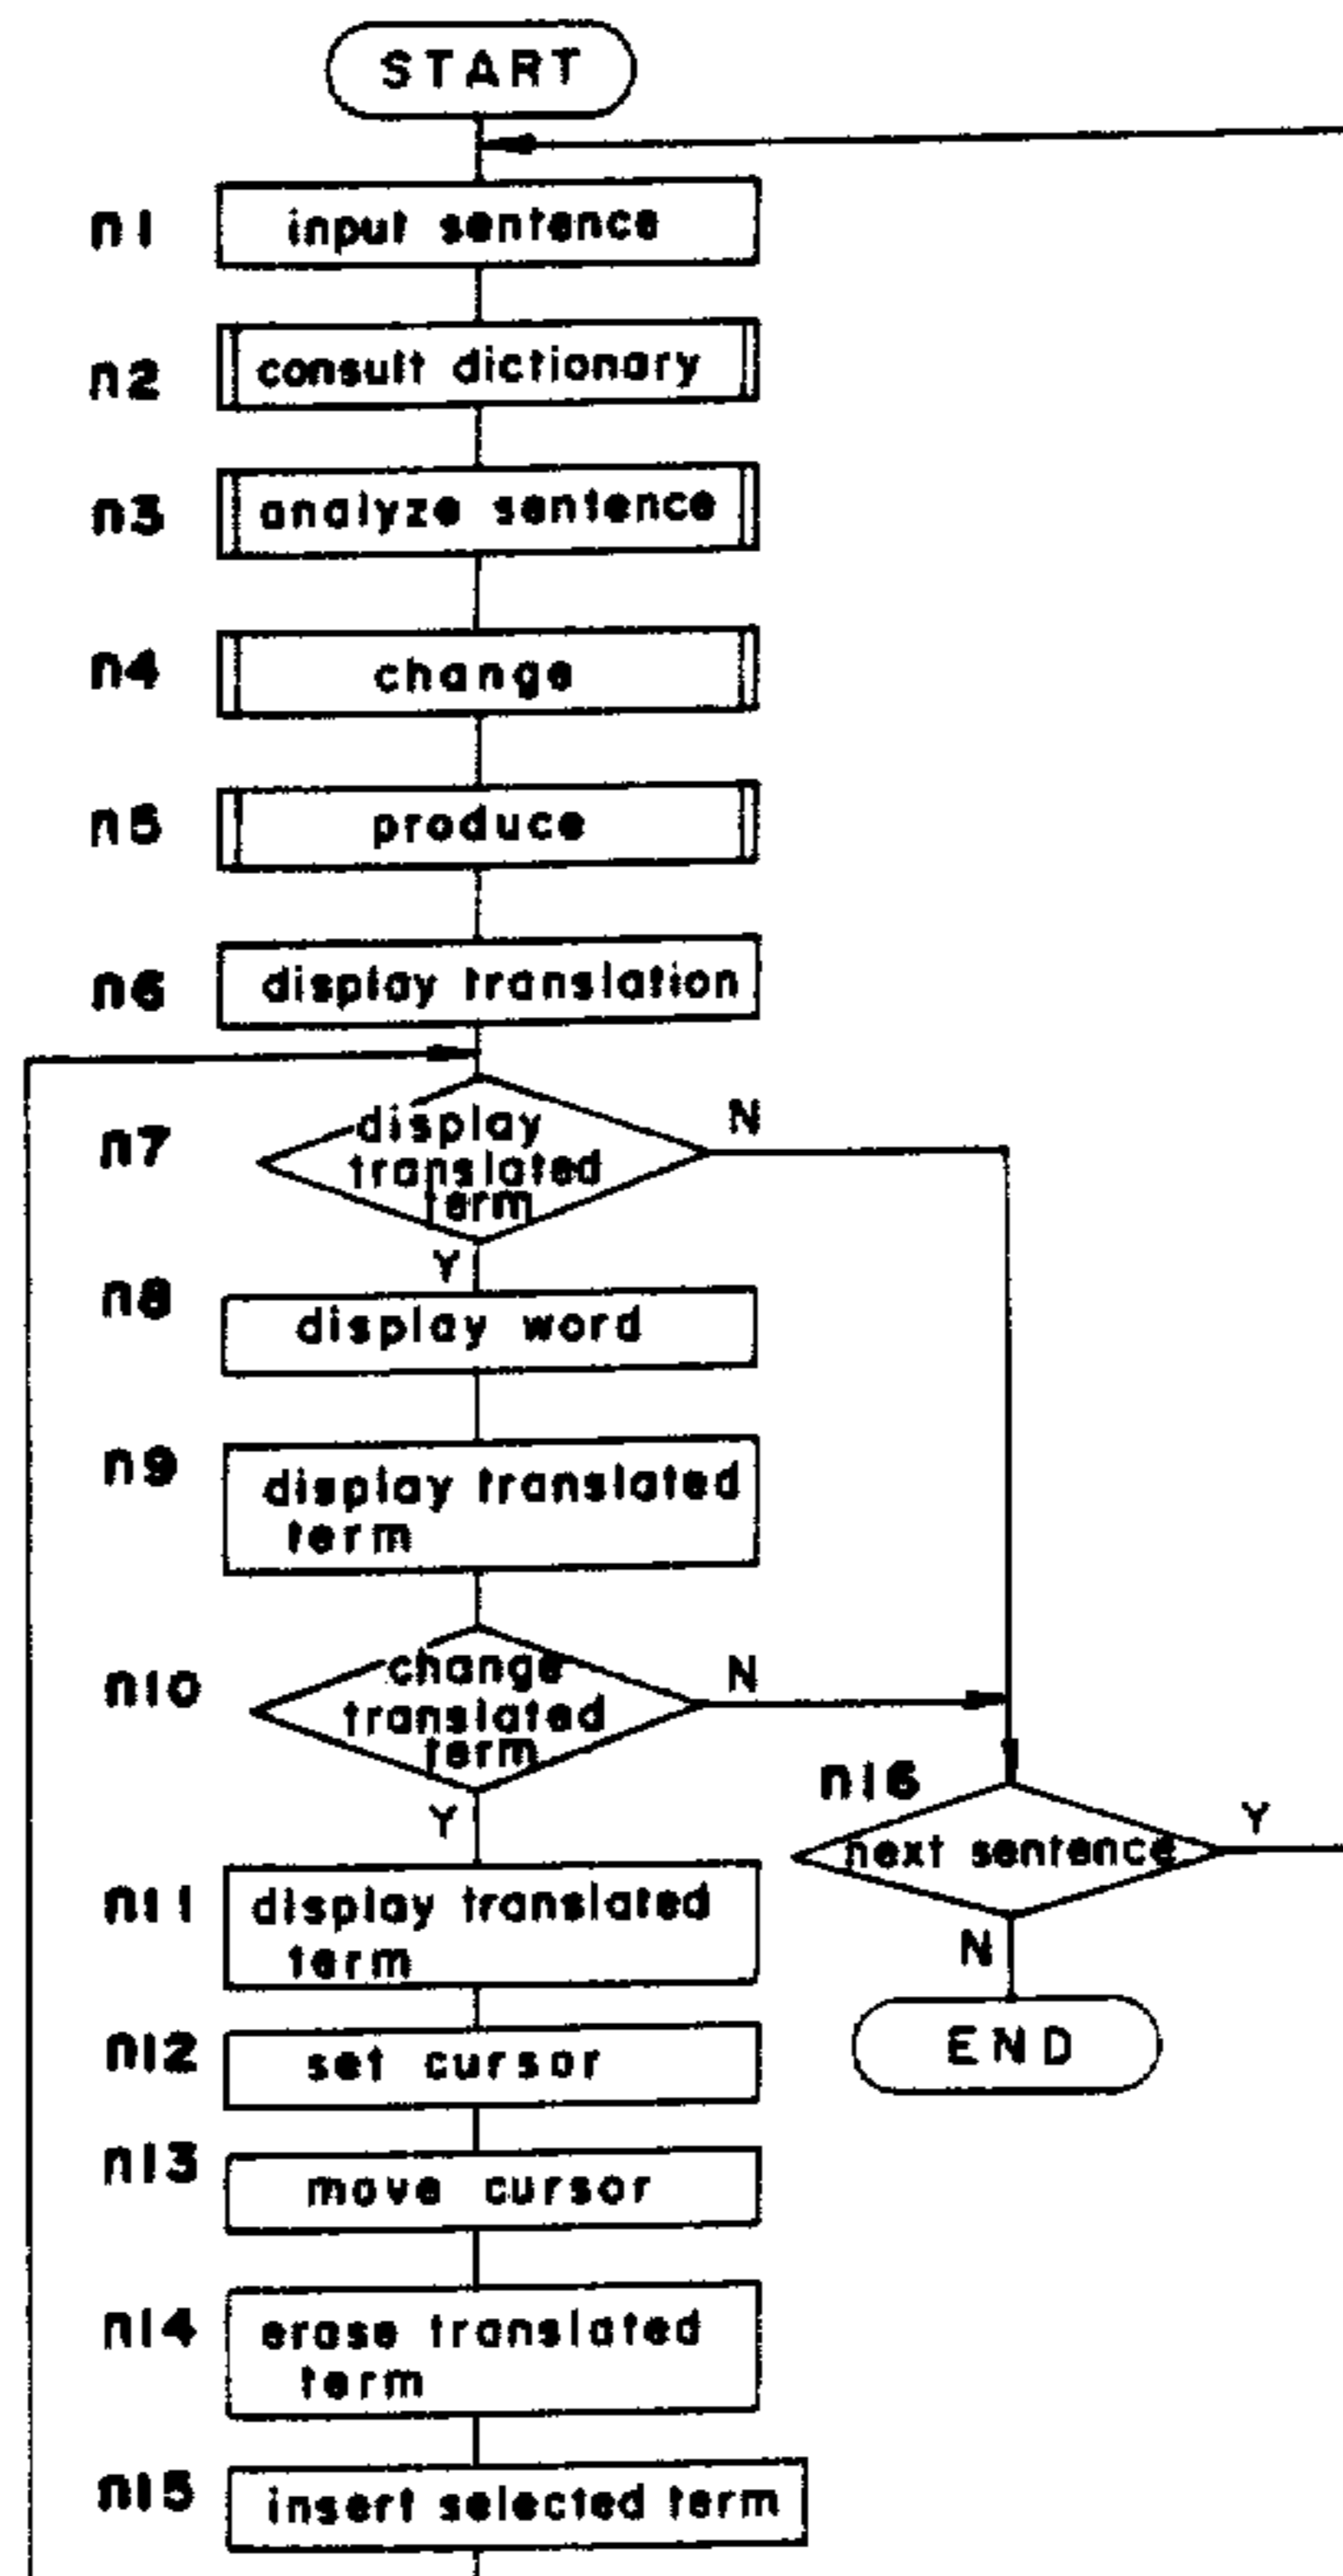 START
n1
input sentence
n2
consult dictionary
n3
analyze sentence
n4
change
n5
produce
n6
display translation
n7
display
translated
term
N
Y
n8
display word
n9
display translated
term
n10
change
translated
term
N
Y
n16
next sentence
Y
N
END
n11
display translated
term
n12
set cursor
n13
move cursor
n14
erase translated
term
n15
insert selected term